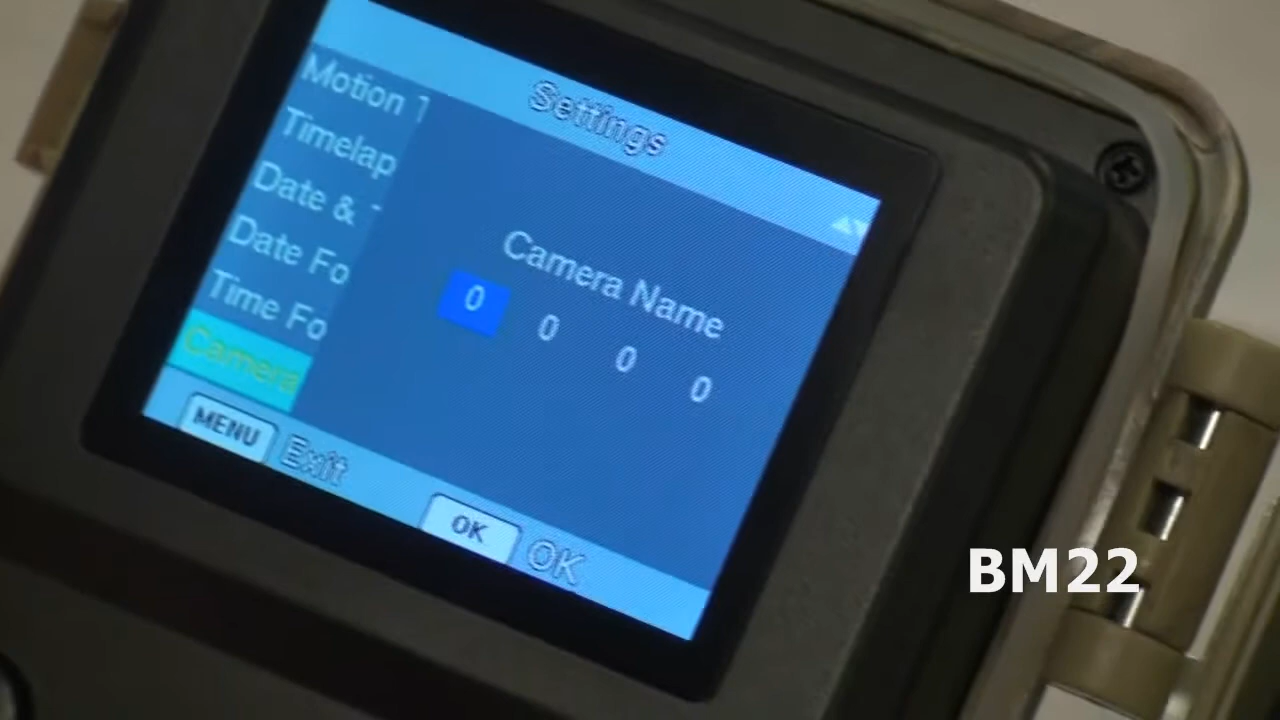 Settings
Motion T
Timelap
Date & T
Date Fo
Time Fo
Camera
Camera Name
0 0 0 0
MENU Exit
OK OK
BM22